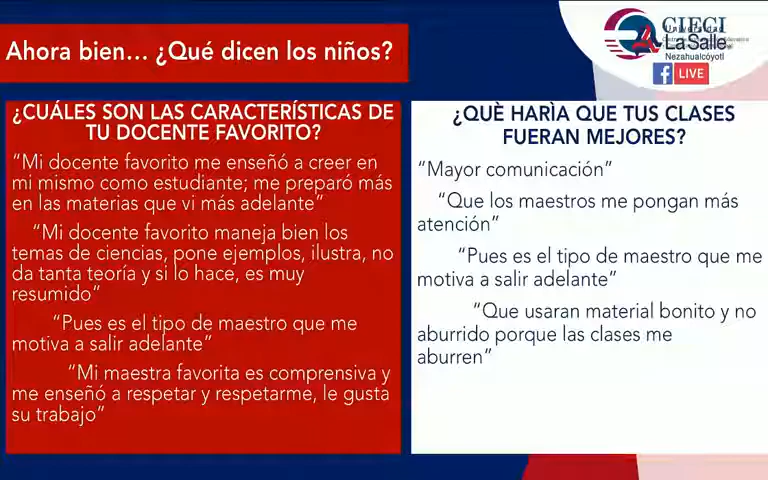 Ahora bien... ¿Qué dicen los niños?
CIECI
Universidad
La Salle
Nezahualcóyotl
LIVE
¿CUÁLES SON LAS CARACTERÍSTICAS DE
TU DOCENTE FAVORITO?
“Mi docente favorito me enseñó a creer en
mi mismo como estudiante; me preparó más
en las materias que vi más adelante”
“Mi docente favorito maneja bien los
temas de ciencias, pone ejemplos, ilustra, no
da tanta teoría y si lo hace, es muy
resumido”
“Pues es el tipo de maestro que me
motiva a salir adelante”
“Mi maestra favorita es comprensiva y
me enseñó a respetar y respetarme, le gusta
su trabajo”
¿QUÈ HARÌA QUE TUS CLASES
FUERAN MEJORES?
“Mayor comunicación”
“Que los maestros me pongan más
atención”
“Pues es el tipo de maestro que me
motiva a salir adelante”
“Que usaran material bonito y no
aburrido porque las clases me
aburren”